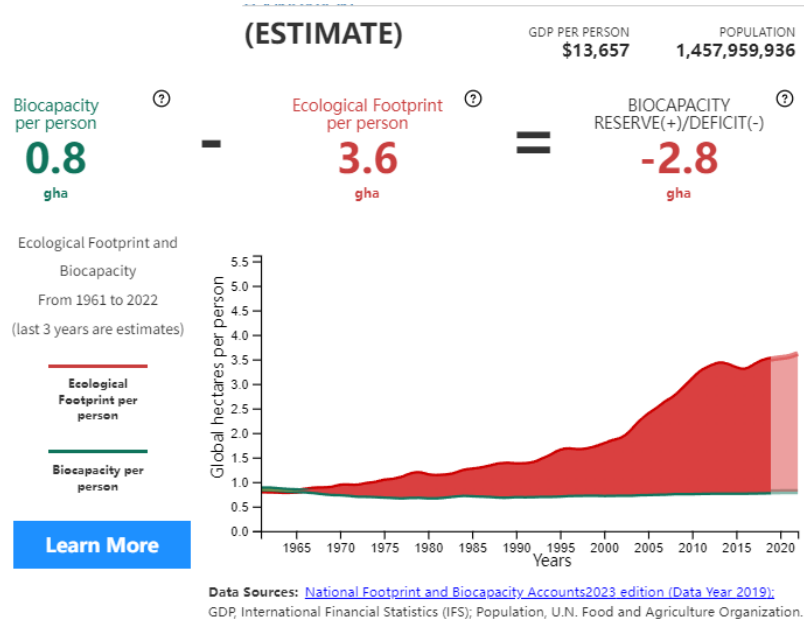 (ESTIMATE)
GDP PER PERSON
$13,657
POPULATION
1,457,959,936
Biocapacity
per person
0.8
gha
-
Ecological Footprint
per person
3.6
gha
=
BIOCAPACITY
RESERVE(+)/DEFICIT(-)
-2.8
gha
Ecological Footprint and
Biocapacity
From 1961 to 2022
(last 3 years are estimates)
Ecological
Footprint per
person
Biocapacity per
person
Learn More
Global hectares per person
5.5
5.0
4.5
4.0
3.5
3.0
2.5
2.0
1.5
1.0
0.5
0.0
1965 1970 1975 1980 1985 1990 1995 2000 2005 2010 2015 2020
Years
Data Sources: National Footprint and Biocapacity Accounts2023 edition (Data Year 2019);
GDP, International Financial Statistics (IFS); Population, U.N. Food and Agriculture Organization.